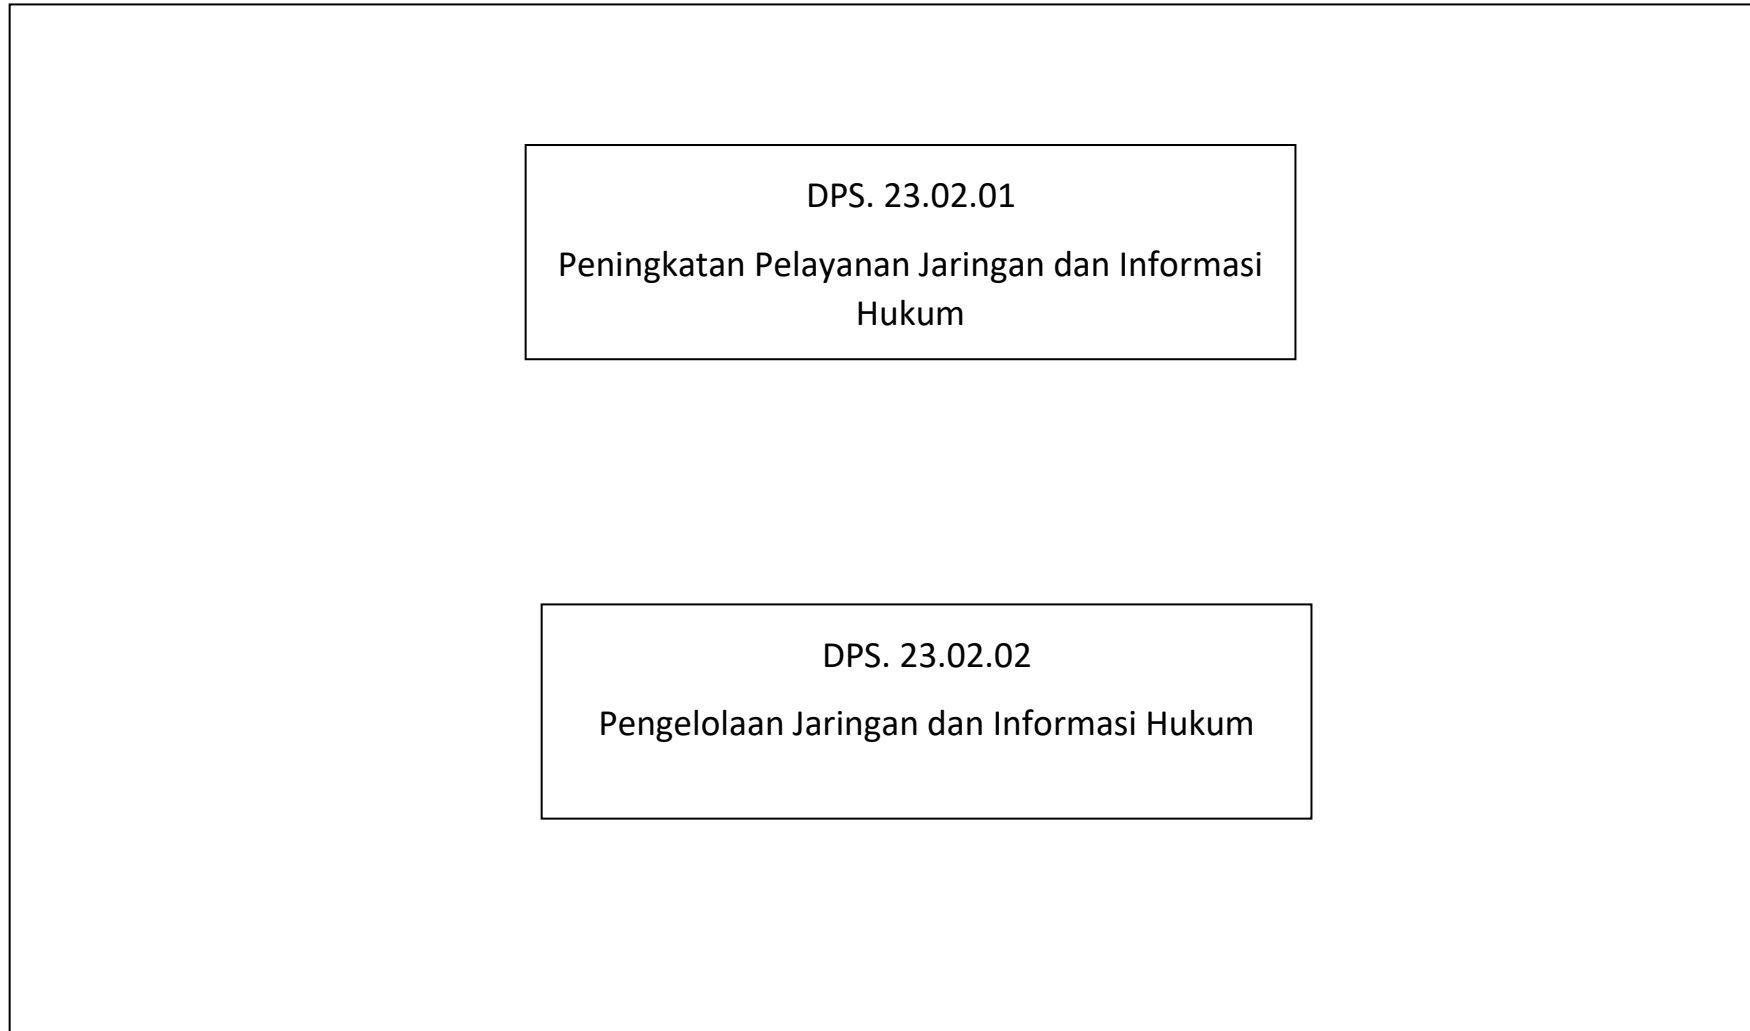 DPS. 23.02.01
Peningkatan Pelayanan Jaringan dan Informasi
Hukum
DPS. 23.02.02
Pengelolaan Jaringan dan Informasi Hukum